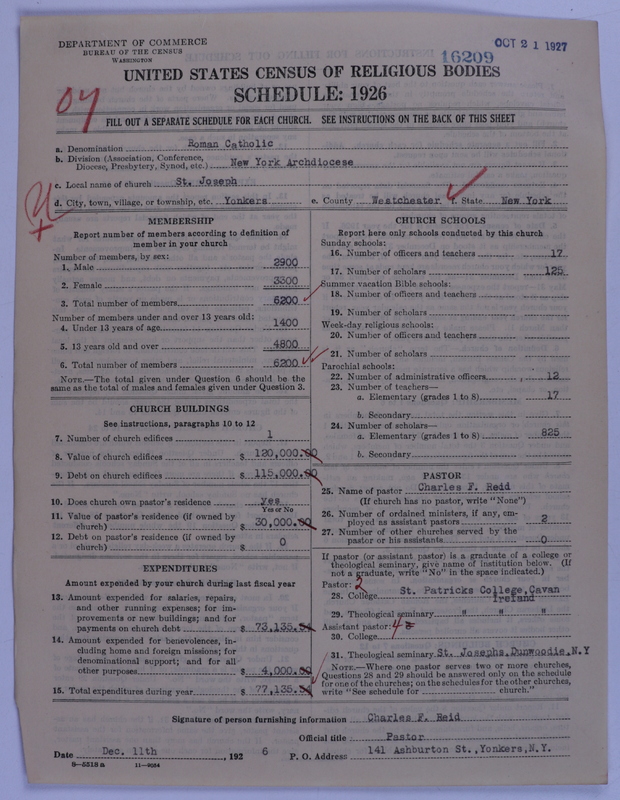 DEPARTMENT OF COMMERCE
BUREAU OF THE CENSUS
WASHINGTON
OCT 21 1927
16209
UNITED STATES CENSUS OF RELIGIOUS BODIES
SCHEDULE: 1926
04
FILL OUT A SEPARATE SCHEDULE FOR EACH CHURCH. SEE INSTRUCTIONS ON THE BACK OF THIS SHEET
a. Denomination Roman Catholic
b. Division (Association, Conference, Diocese, Presbytery, Synod, etc.) New York Archdiocese
c. Local name of church St. Joseph
d. City, town, village, or township, etc. Yonkers e. County Westchester f. State New York
MEMBERSHIP
Report number of members according to definition of
member in your church
Number of members, by sex:
1. Male 2900
2. Female 3300
3. Total number of members 6200
Number of members under and over 13 years old:
4. Under 13 years of age 1400
5. 13 years old and over 4800
6. Total number of members 6200
NOTE.—The total given under Question 6 should be the
same as the total of males and females given under Question 3.
CHURCH BUILDINGS
See instructions, paragraphs 10 to 12
7. Number of church edifices 1
8. Value of church edifices $ 120,000.00
9. Debt on church edifices $ 115,000.00
10. Does church own pastor's residence yes
Yes or No
11. Value of pastor's residence (if owned by
church) $ 30,000.00
12. Debt on pastor's residence (if owned by
church) $ 0
EXPENDITURES
Amount expended by your church during last fiscal year
13. Amount expended for salaries, repairs,
and other running expenses; for im-
provements or new buildings; and for
payments on church debt $ 73,135.54
14. Amount expended for benevolences, in-
cluding home and foreign missions; for
denominational support; and for all
other purposes $ 4,000.00
15. Total expenditures during year $ 77,135.54
CHURCH SCHOOLS
Report here only schools conducted by this church
Sunday schools:
16. Number of officers and teachers 17
17. Number of scholars 125
Summer vacation Bible schools:
18. Number of officers and teachers
19. Number of scholars
Week-day religious schools:
20. Number of officers and teachers
21. Number of scholars
Parochial schools:
22. Number of administrative officers 12
23. Number of teachers—
a. Elementary (grades 1 to 8) 17
b. Secondary
24. Number of scholars—
a. Elementary (grades 1 to 8) 825
b. Secondary
PASTOR
25. Name of pastor Charles F. Reid
(If church has no pastor, write "None")
26. Number of ordained ministers, if any, em-
ployed as assistant pastors 2
27. Number of other churches served by the
pastor or his assistants 0
If pastor (or assistant pastor) is a graduate of a college or
theological seminary, give name of institution below. (If
not a graduate, write "No" in the space indicated.)
Pastor: 2
28. College St. Patricks College, Cavan
Ireland
29. Theological seminary " " "
Assistant pastor: 4
30. College
31. Theological seminary St. Josephs, Dunwoodie, N.Y
NOTE.—Where one pastor serves two or more churches,
Questions 28 and 29 should be answered only on the schedule
for one of the churches; on the schedules for the other churches,
write "See schedule for church."
Signature of person furnishing information Charles F. Reid
Official title Pastor
Date Dec. 11th, 1926 P. O. Address 141 Ashburton St., Yonkers, N.Y.
8—5518 a 11—9054